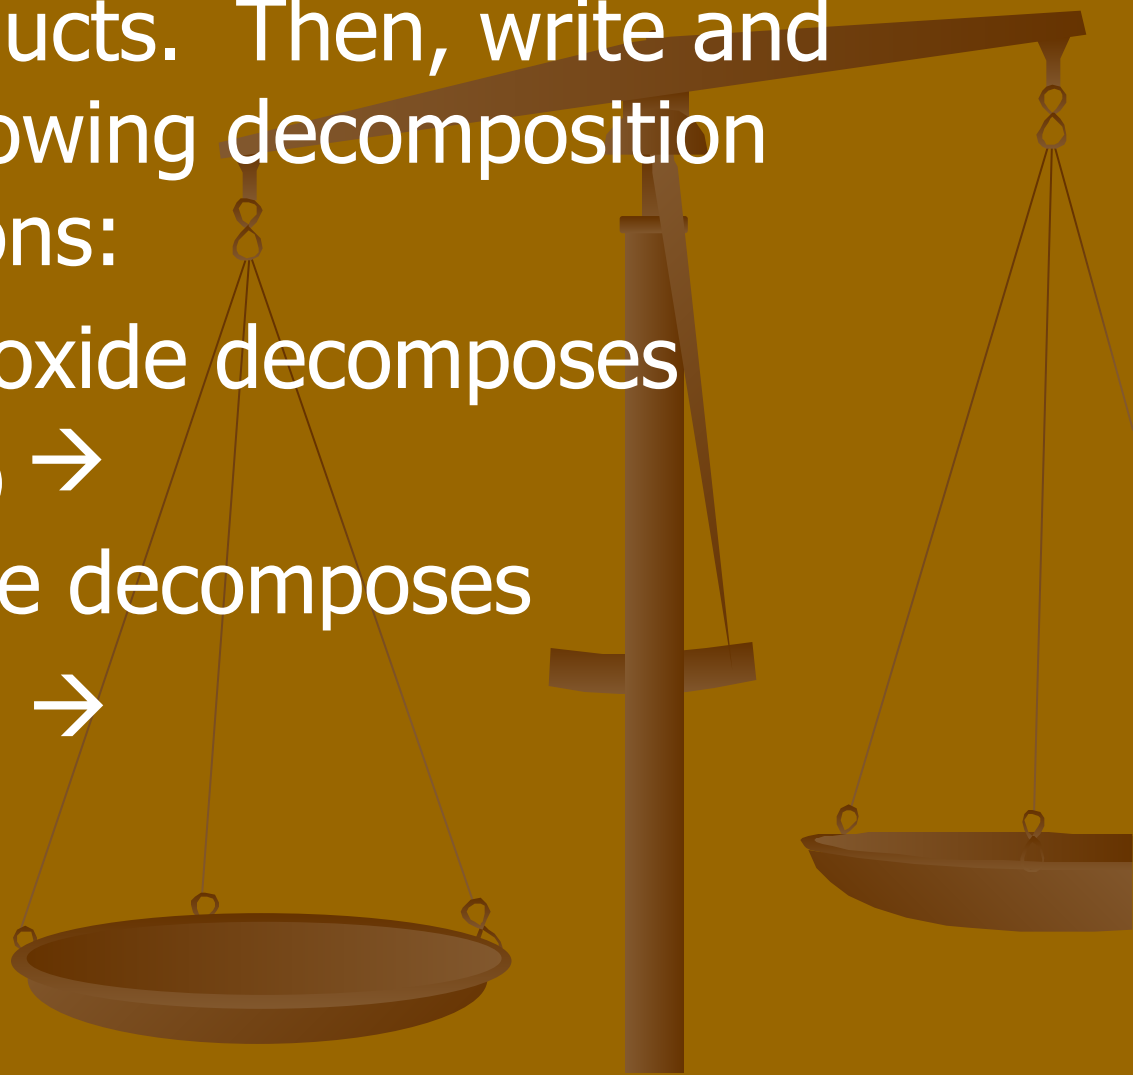 ucts. Then, write and
owing decomposition
ons:
oxide decomposes
→
e decomposes
→